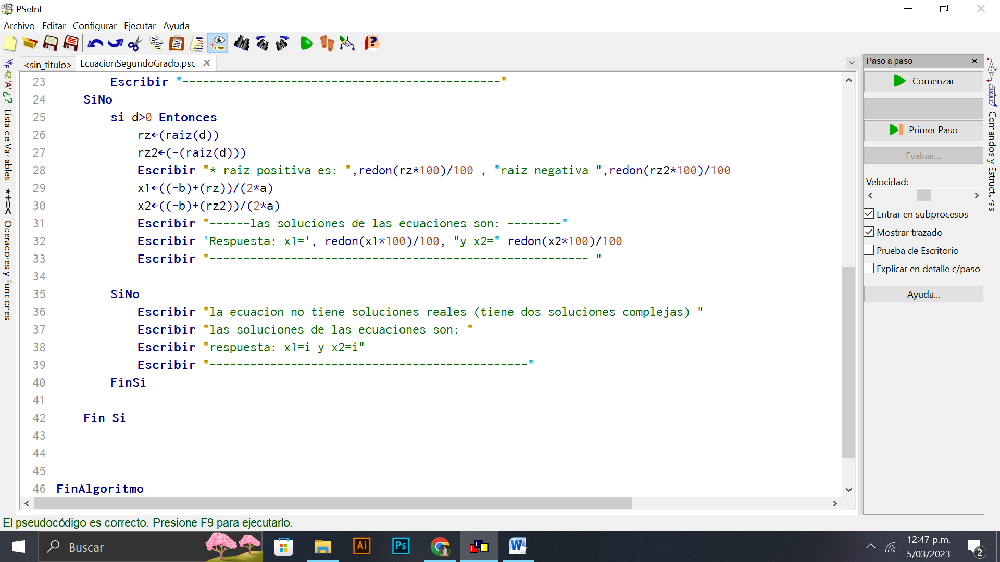 PSeInt
Archivo Editar Configurar Ejecutar Ayuda
<sin_titulo> EcuacionSegundoGrado.psc
23 Escribir "-----------------------------------------------"
24 SiNo
25 si d>0 Entonces
26 rz←(raiz(d))
27 rz2←(-(raiz(d)))
28 Escribir "* raiz positiva es: ",redon(rz*100)/100 , "raiz negativa ",redon(rz2*100)/100
29 x1←((-b)+(rz))/(2*a)
30 x2←((-b)+(rz2))/(2*a)
31 Escribir "------las soluciones de las ecuaciones son: --------"
32 Escribir 'Respuesta: x1=', redon(x1*100)/100, "y x2=" redon(x2*100)/100
33 Escribir "-------------------------------------------------------- "
34
35 SiNo
36 Escribir "la ecuacion no tiene soluciones reales (tiene dos soluciones complejas) "
37 Escribir "las soluciones de las ecuaciones son: "
38 Escribir "respuesta: x1=i y x2=i"
39 Escribir "-----------------------------------------------"
40 FinSi
41
42 Fin Si
43
44
45
46 FinAlgoritmo
42 'A' ¿?
Lista de Variables
*+=<
Operadores y Funciones
Paso a paso
Comenzar
Primer Paso
Evaluar...
Velocidad:
Entrar en subprocesos
Mostrar trazado
Prueba de Escritorio
Explicar en detalle c/paso
Ayuda...
A>B
"Hola !"
Comandos y Estructuras
El pseudocódigo es correcto. Presione F9 para ejecutarlo.
Buscar
Ai
Ps
W
12:47 p.m.
5/03/2023
2